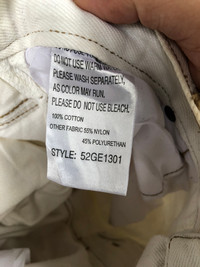 DO NOT USE WARM
PLEASE WASH SEPARATELY,
AS COLOR MAY RUN.
PLEASE DO NOT USE BLEACH.
100% COTTON
OTHER FABRIC 55% NYLON
45% POLYURETHAN
STYLE: 52GE1301